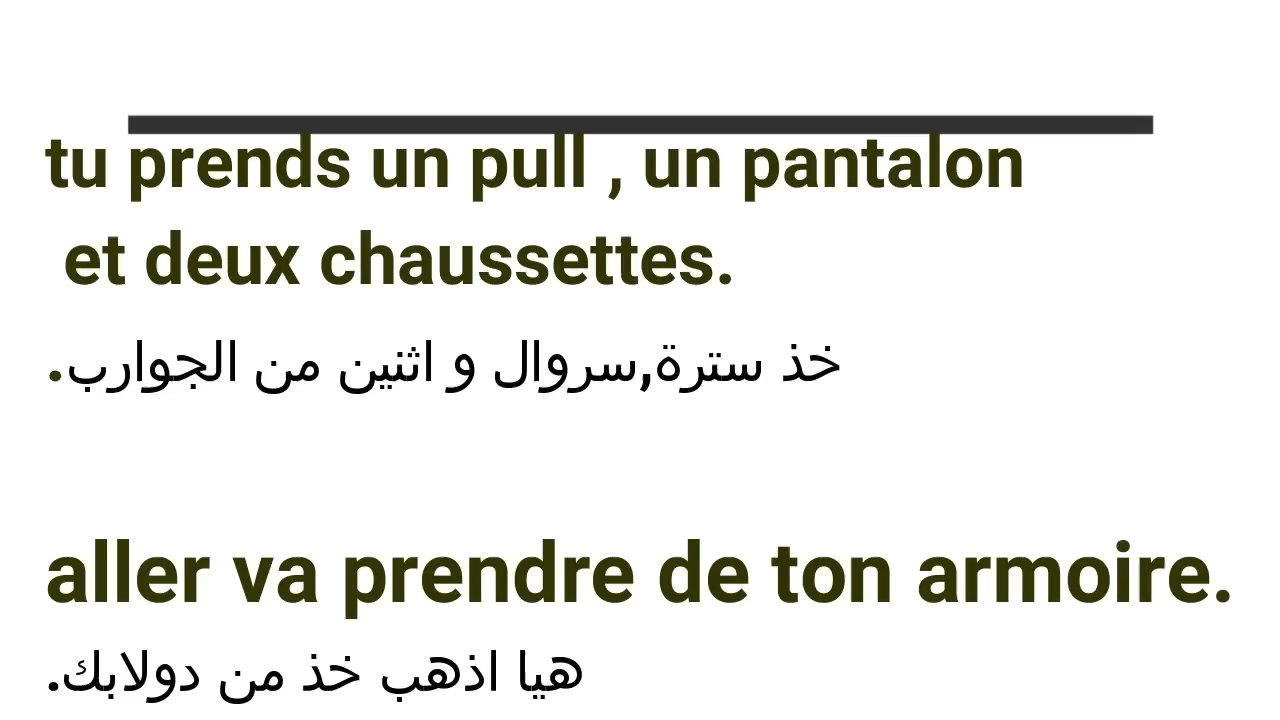 tu prends un pull , un pantalon
et deux chaussettes.
خذ سترة,سروال و اثنين من الجوارب.
aller va prendre de ton armoire.
هيا اذهب خذ من دولابك.